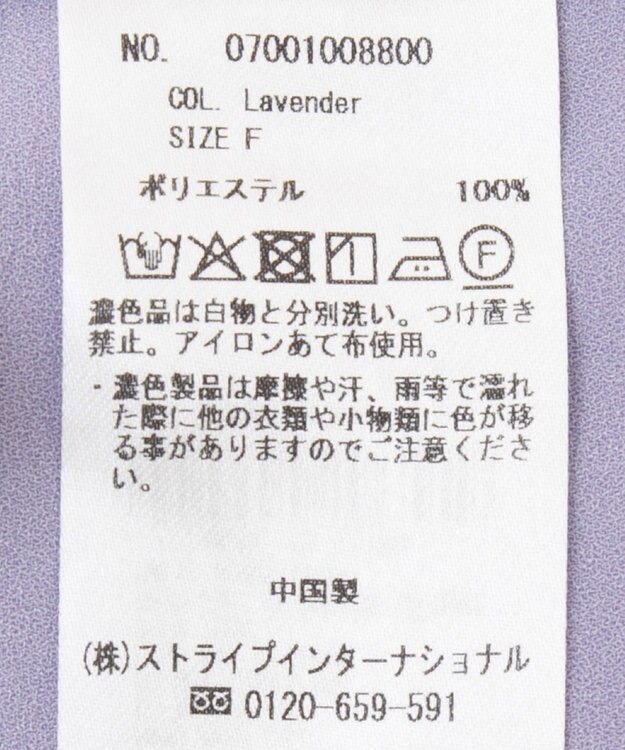 NO. 07001008800
COL. Lavender
SIZE F
ポリエステル 100%
F
濃色品は白物と分別洗い。つけ置き
禁止。アイロンあて布使用。
・濃色製品は摩擦や汗、雨等で濡れ
た際に他の衣類や小物類に色が移
る事がありますのでご注意くださ
い。
中国製
(株)ストライプインターナショナル
0120-659-591